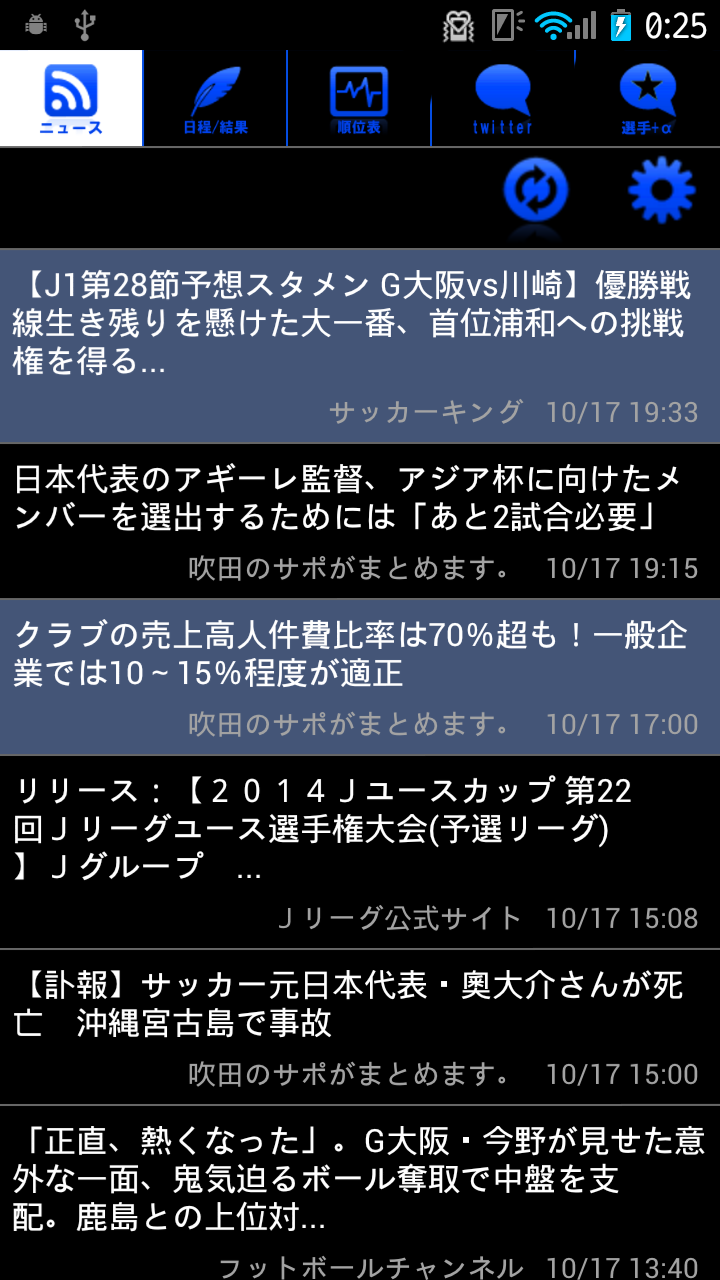 0:25
ニュース
日程/結果
順位表
twitter
選手+α
【J1第28節予想スタメン G大阪vs川崎】優勝戦
線生き残りを懸けた大一番、首位浦和への挑戦
権を得る...
サッカーキング 10/17 19:33
日本代表のアギーレ監督、アジア杯に向けたメ
ンバーを選出するためには「あと2試合必要」
吹田のサポがまとめます。 10/17 19:15
クラブの売上高人件費比率は70％超も！一般企
業では10～15％程度が適正
吹田のサポがまとめます。 10/17 17:00
リリース：【２０１４Ｊユースカップ 第22
回Ｊリーグユース選手権大会(予選リーグ)
】Ｊグループ　...
Ｊリーグ公式サイト 10/17 15:08
【訃報】サッカー元日本代表・奥大介さんが死
亡　沖縄宮古島で事故
吹田のサポがまとめます。 10/17 15:00
「正直、熱くなった」。G大阪・今野が見せた意
外な一面、鬼気迫るボール奪取で中盤を支
配。鹿島との上位対...
フットボールチャンネル 10/17 13:40